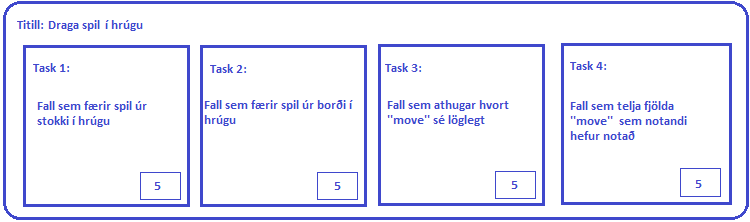 Titill: Draga spil í hrúgu
Task 1:
Fall sem færir spil úr
stokki í hrúgu
5
Task 2:
Fall sem færir spil úr borði í
hrúgu
5
Task 3:
Fall sem athugar hvort
"move" sé löglegt
5
Task 4:
Fall sem telja fjölda
"move" sem notandi
hefur notað
5